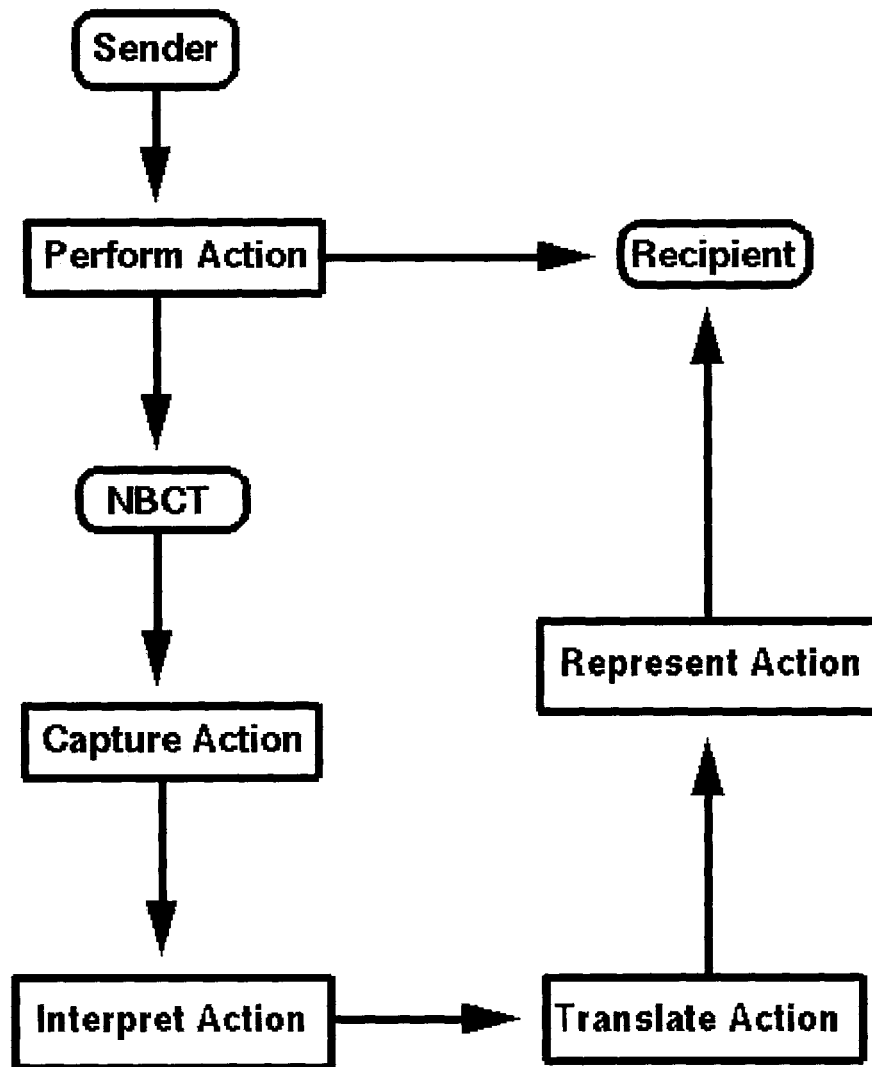 Sender
Perform Action
Recipient
NBCT
Represent Action
Capture Action
Interpret Action
Translate Action